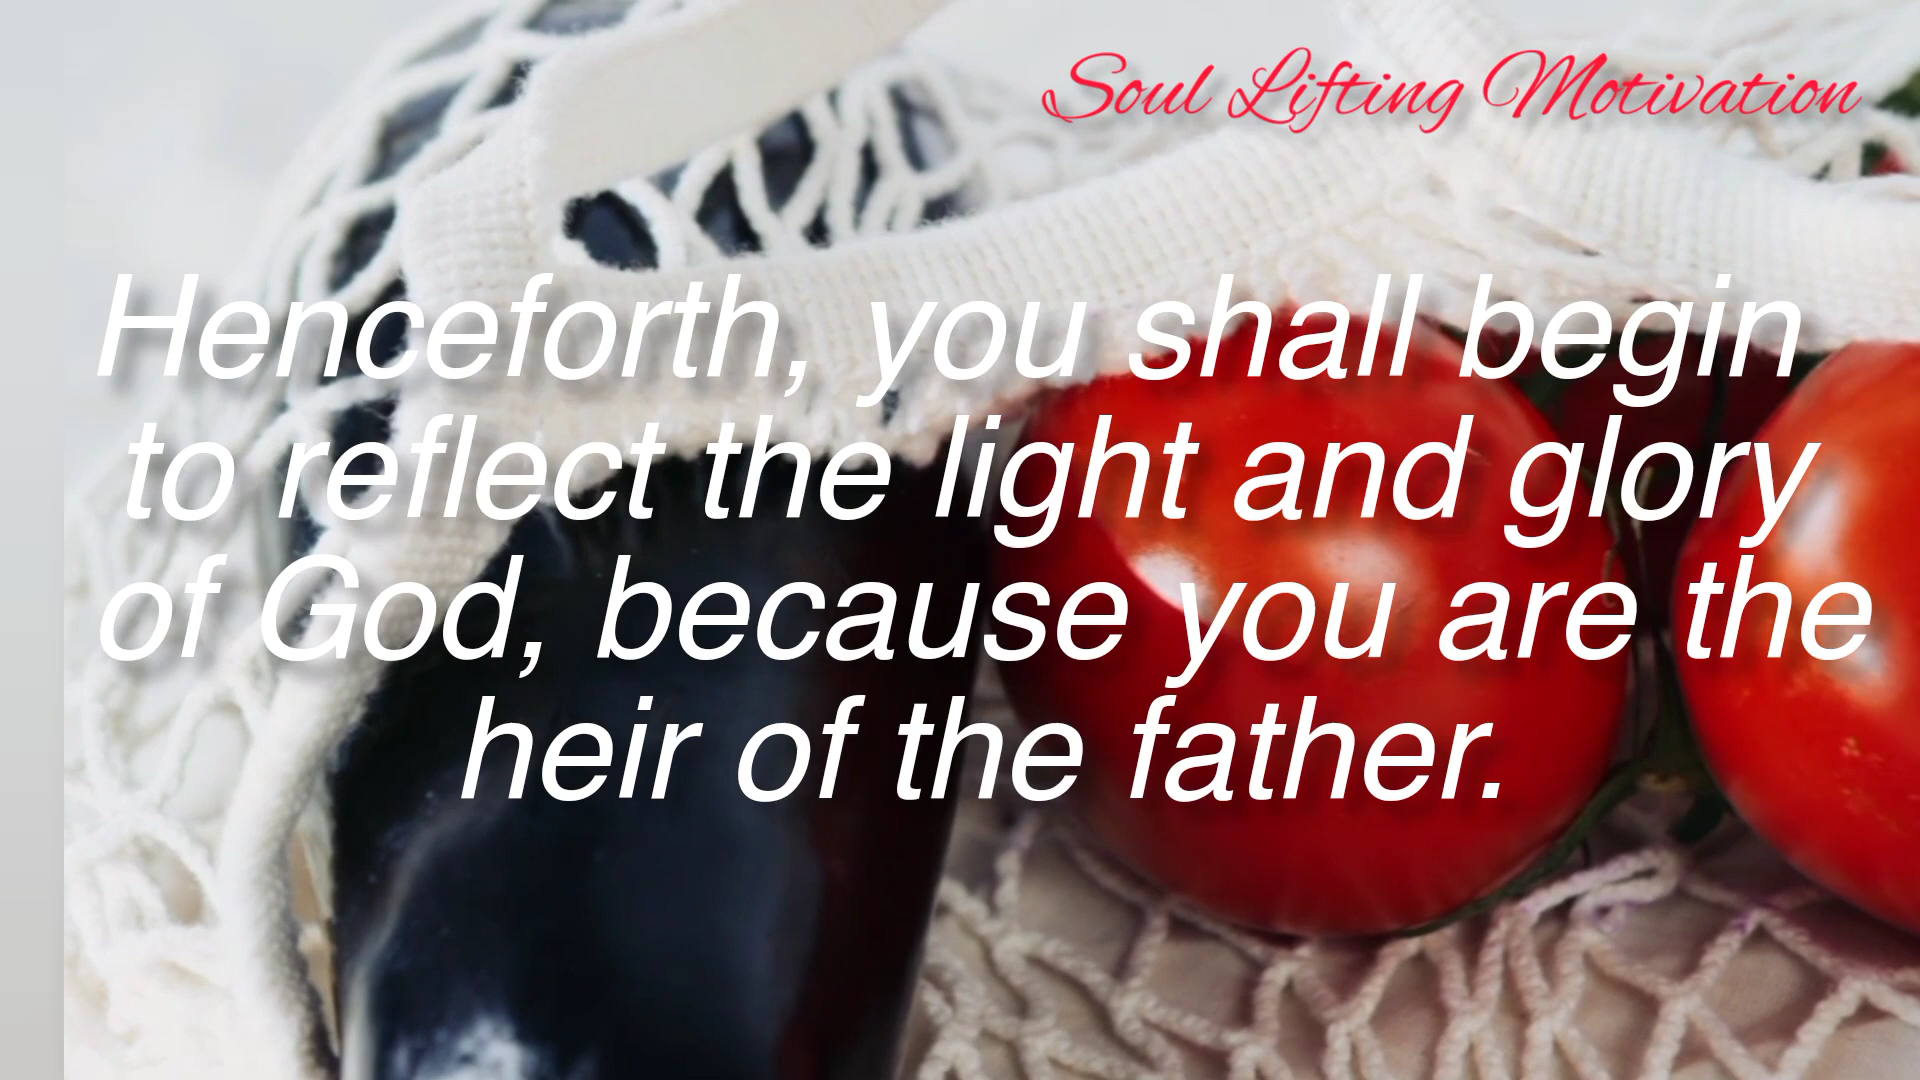 Soul Lifting Motivation
Henceforth, you shall begin
to reflect the light and glory
of God, because you are the
heir of the father.